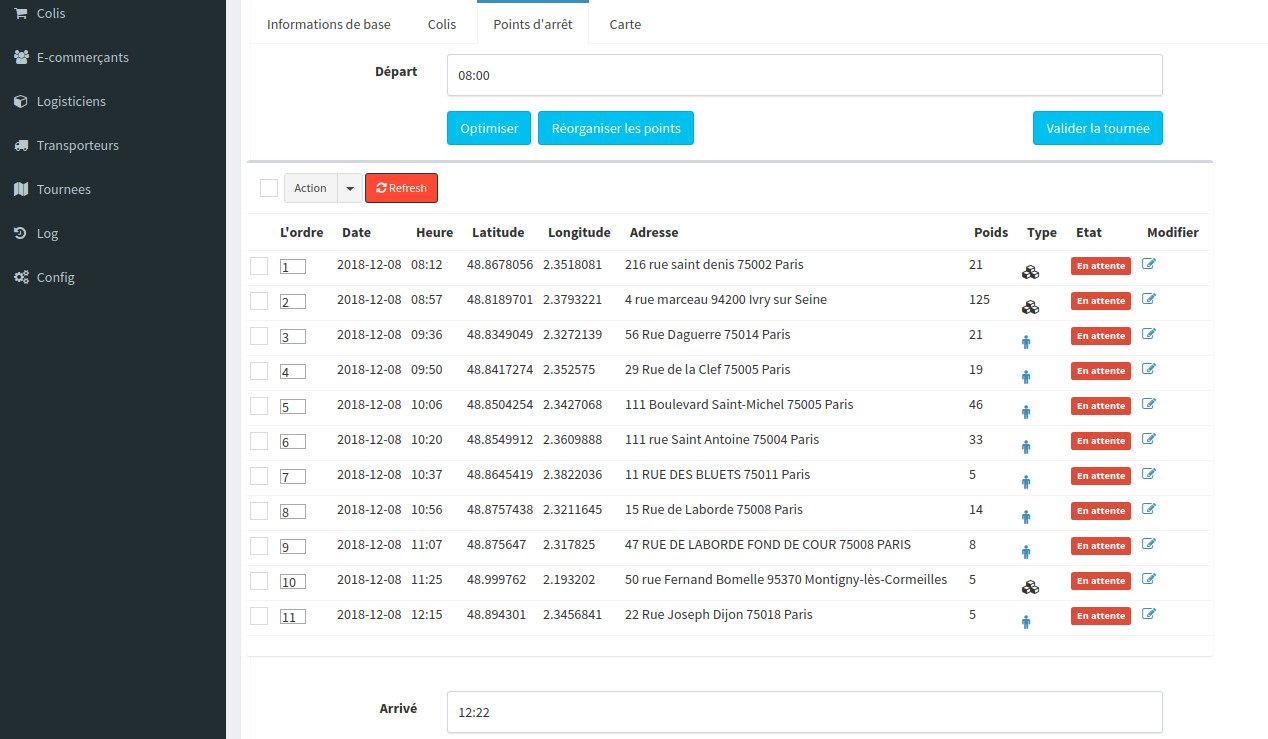 Colis
E-commerçants
Logisticiens
Transporteurs
Tournees
Log
Config
Informations de base Colis Points d'arrêt Carte
Départ 08:00
Optimiser Réorganiser les points Valider la tournée
Action Refresh
L'ordre Date Heure Latitude Longitude Adresse Poids Type Etat Modifier
1 2018-12-08 08:12 48.8678056 2.3518081 216 rue saint denis 75002 Paris 21 En attente
2 2018-12-08 08:57 48.8189701 2.3793221 4 rue marceau 94200 Ivry sur Seine 125 En attente
3 2018-12-08 09:36 48.8349049 2.3272139 56 Rue Daguerre 75014 Paris 21 En attente
4 2018-12-08 09:50 48.8417274 2.352575 29 Rue de la Clef 75005 Paris 19 En attente
5 2018-12-08 10:06 48.8504254 2.3427068 111 Boulevard Saint-Michel 75005 Paris 46 En attente
6 2018-12-08 10:20 48.8549912 2.3609888 111 rue Saint Antoine 75004 Paris 33 En attente
7 2018-12-08 10:37 48.8645419 2.3822036 11 RUE DES BLUETS 75011 Paris 5 En attente
8 2018-12-08 10:56 48.8757438 2.3211645 15 Rue de Laborde 75008 Paris 14 En attente
9 2018-12-08 11:07 48.875647 2.317825 47 RUE DE LABORDE FOND DE COUR 75008 PARIS 8 En attente
10 2018-12-08 11:25 48.999762 2.193202 50 rue Fernand Bomelle 95370 Montigny-lès-Cormeilles 5 En attente
11 2018-12-08 12:15 48.894301 2.3456841 22 Rue Joseph Dijon 75018 Paris 5 En attente
Arrivé 12:22